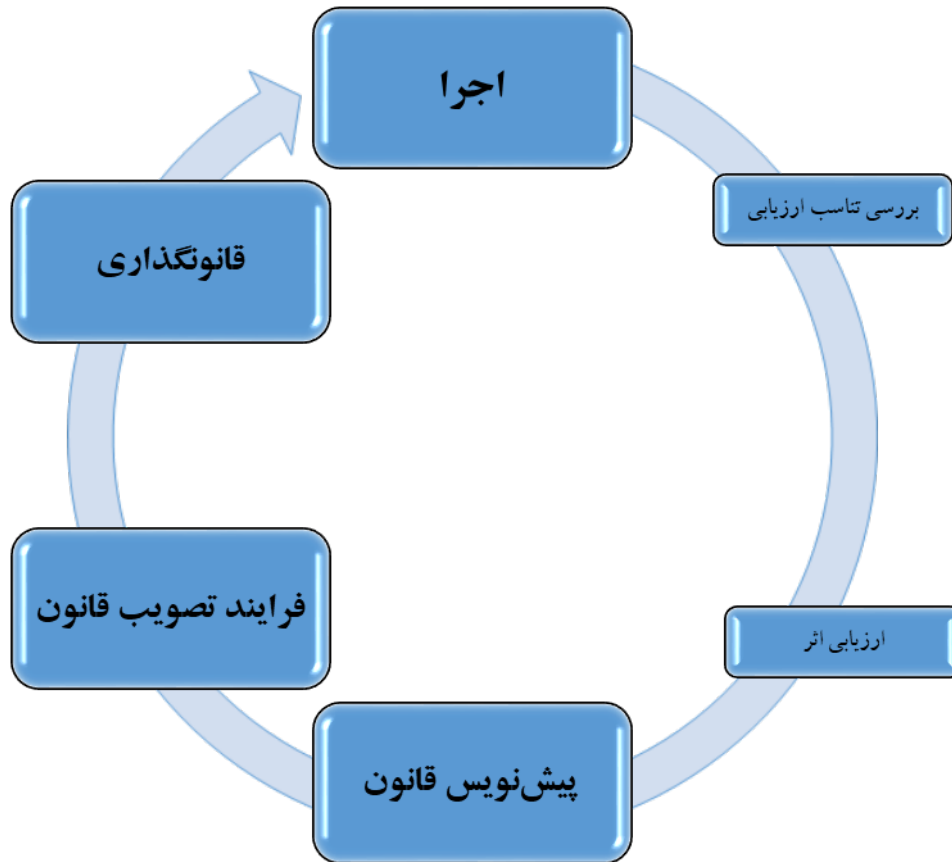 اجرا
بررسی تناسب ارزیابی
ارزیابی اثر
پیش‌نویس قانون
فرایند تصویب قانون
قانونگذاری